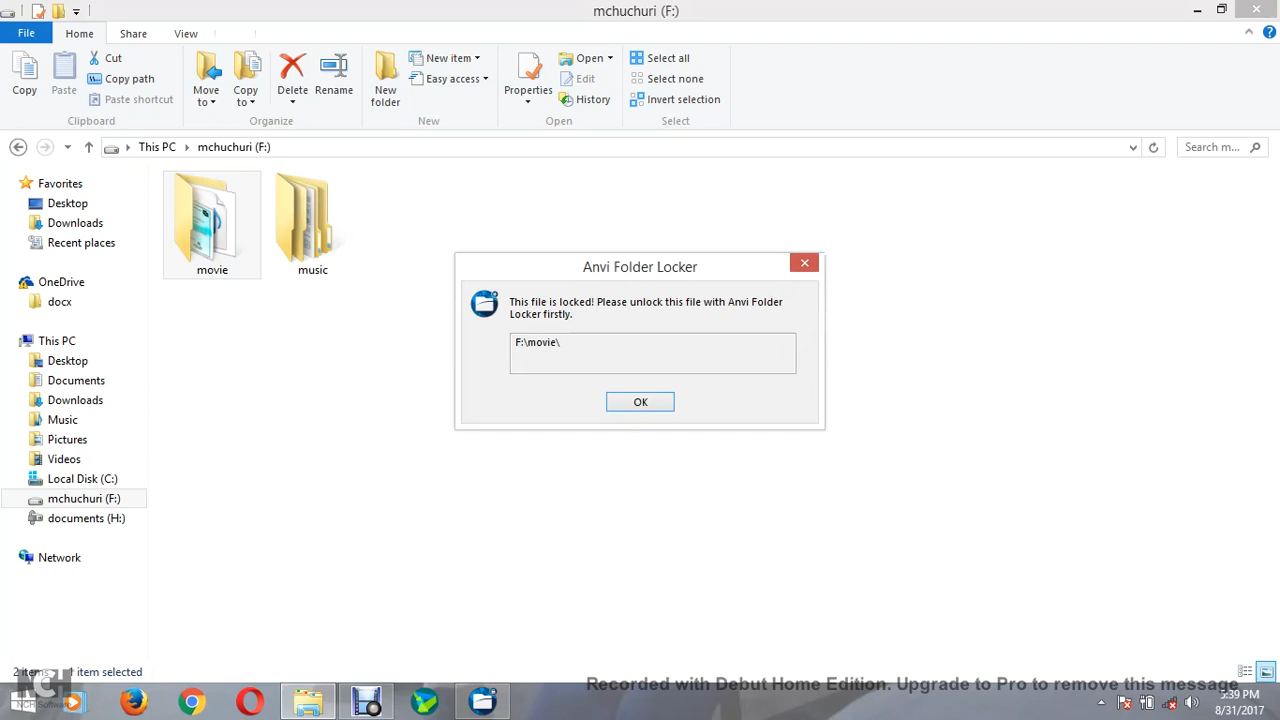 mchuchuri (F:)
File Home Share View
Copy
Paste
Cut
Copy path
Paste shortcut
Clipboard
Move to
Copy to
Delete
Rename
Organize
New folder
New item
Easy access
New
Properties
Open
Edit
History
Open
Select all
Select none
Invert selection
Select
This PC mchuchuri (F:)
Search m...
Favorites
Desktop
Downloads
Recent places
OneDrive
docx
This PC
Desktop
Documents
Downloads
Music
Pictures
Videos
Local Disk (C:)
mchuchuri (F:)
documents (H:)
Network
movie
music
Anvi Folder Locker
This file is locked! Please unlock this file with Anvi Folder
Locker firstly.
F:\movie\
OK
2 items 1 item selected
NCH
NCH Software
Recorded with Debut Home Edition. Upgrade to Pro to remove this message
5:39 PM
8/31/2017